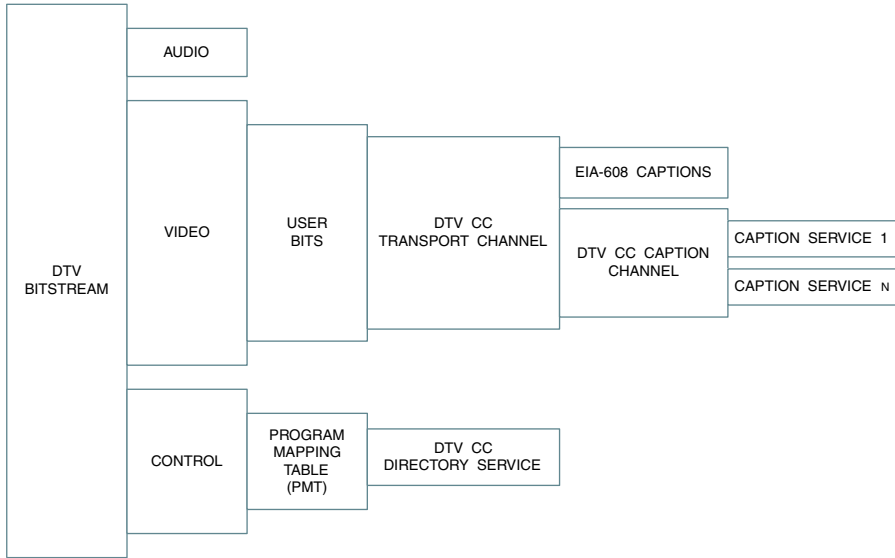 AUDIO
VIDEO
USER
BITS
DTV CC
TRANSPORT CHANNEL
EIA-608 CAPTIONS
DTV CC CAPTION
CHANNEL
CAPTION SERVICE 1
CAPTION SERVICE N
DTV
BITSTREAM
CONTROL
PROGRAM
MAPPING
TABLE
(PMT)
DTV CC
DIRECTORY SERVICE